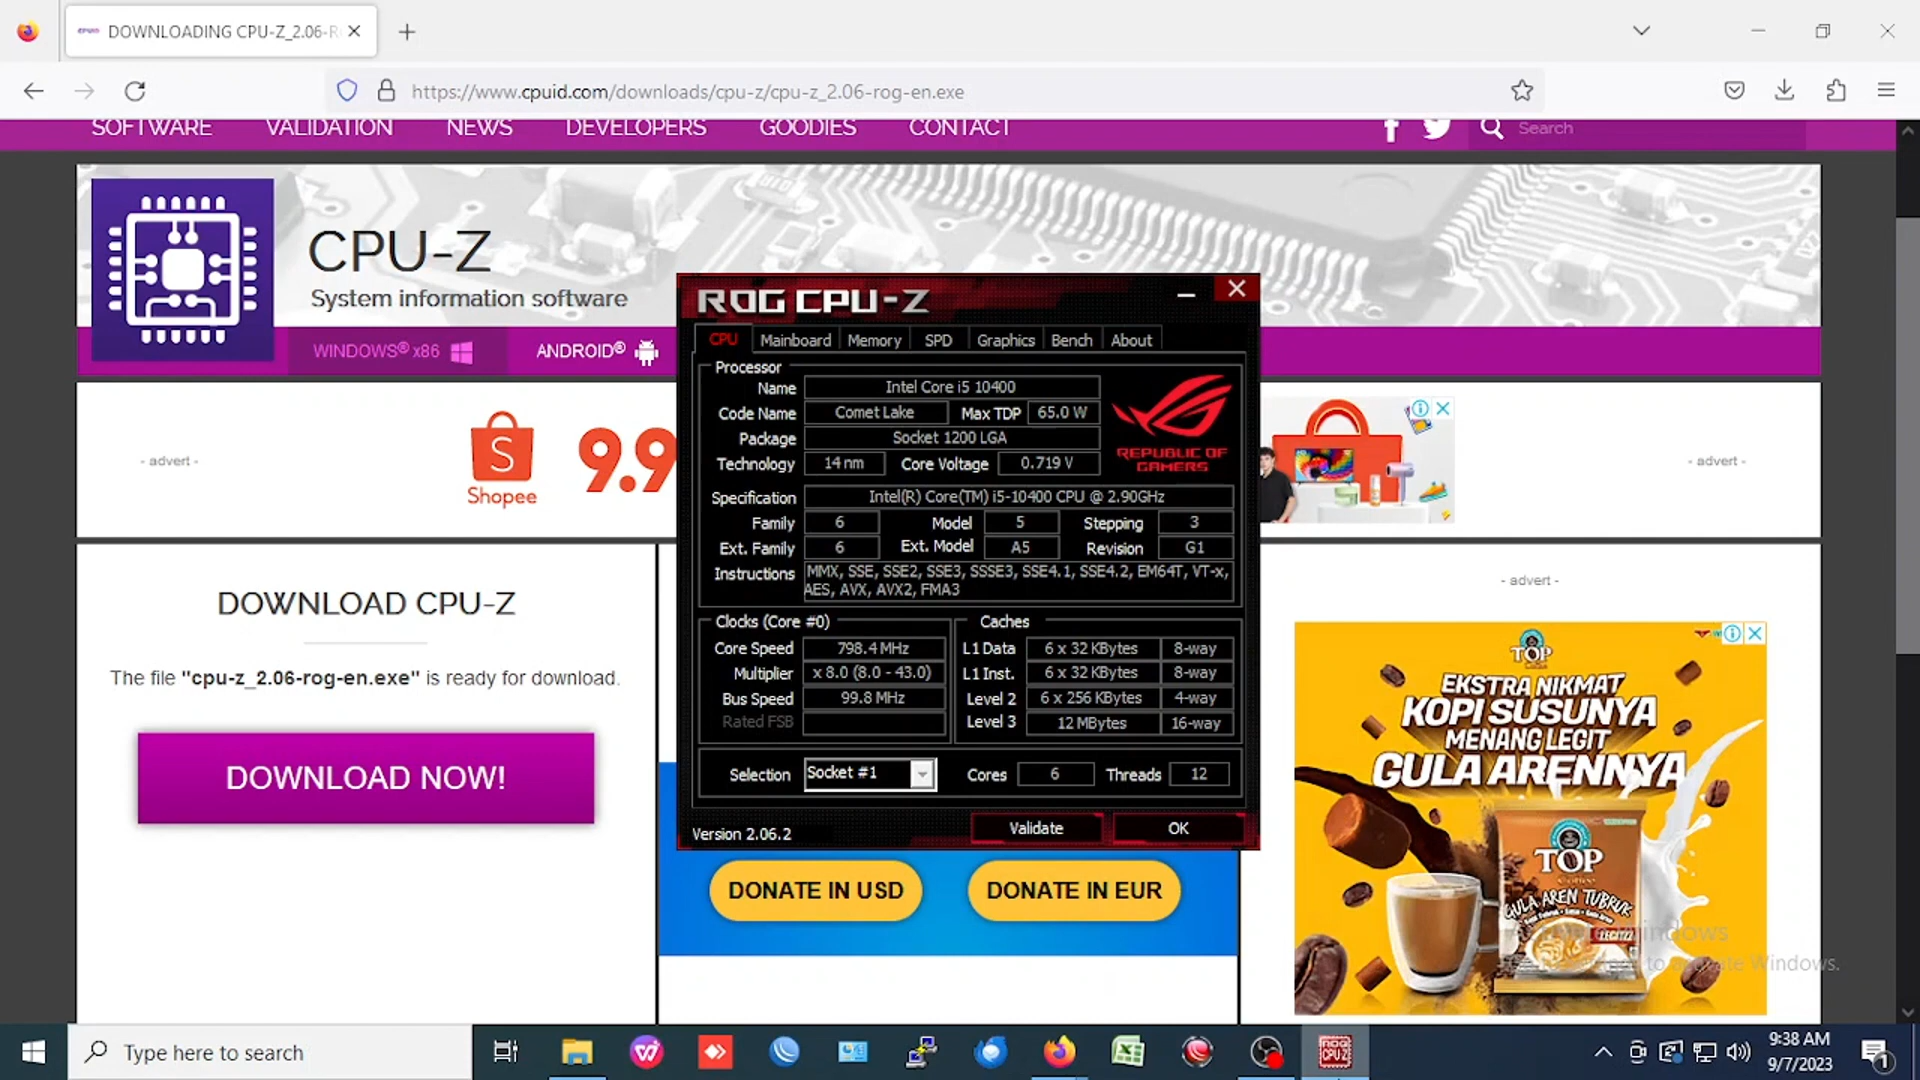 DOWNLOADING CPU-Z_2.06-R
https://www.cpuid.com/downloads/cpu-z/cpu-z_2.06-rog-en.exe
SOFTWARE VALIDATION NEWS DEVELOPERS GOODIES CONTACT Search
CPU-Z
System information software
WINDOWS® x86 ANDROID®
- advert -
S
Shopee
9.9
- advert -
DOWNLOAD CPU-Z
The file "cpu-z_2.06-rog-en.exe" is ready for download.
DOWNLOAD NOW!
ROG CPU-Z
CPU Mainboard Memory SPD Graphics Bench About
Processor
Name Intel Core i5 10400
Code Name Comet Lake Max TDP 65.0 W
Package Socket 1200 LGA
Technology 14 nm Core Voltage 0.719 V
REPUBLIC OF
GAMERS
Specification Intel(R) Core(TM) i5-10400 CPU @ 2.90GHz
Family 6 Model 5 Stepping 3
Ext. Family 6 Ext. Model A5 Revision G1
Instructions MMX, SSE, SSE2, SSE3, SSSE3, SSE4.1, SSE4.2, EM64T, VT-x,
AES, AVX, AVX2, FMA3
Clocks (Core #0)
Core Speed 798.4 MHz
Multiplier x 8.0 (8.0 - 43.0)
Bus Speed 99.8 MHz
Rated FSB
Caches
L1 Data 6 x 32 KBytes 8-way
L1 Inst. 6 x 32 KBytes 8-way
Level 2 6 x 256 KBytes 4-way
Level 3 12 MBytes 16-way
Selection Socket #1 Cores 6 Threads 12
Version 2.06.2 Validate OK
DONATE IN USD DONATE IN EUR
- advert -
TOP
EKSTRA NIKMAT
KOPI SUSUNYA
MENANG LEGIT
GULA ARENNYA
TOP
Coffee
GULA AREN TUBRUK
Windows
to activate Windows.
Type here to search
ROG
CPU-Z
9:38 AM
9/7/2023
1